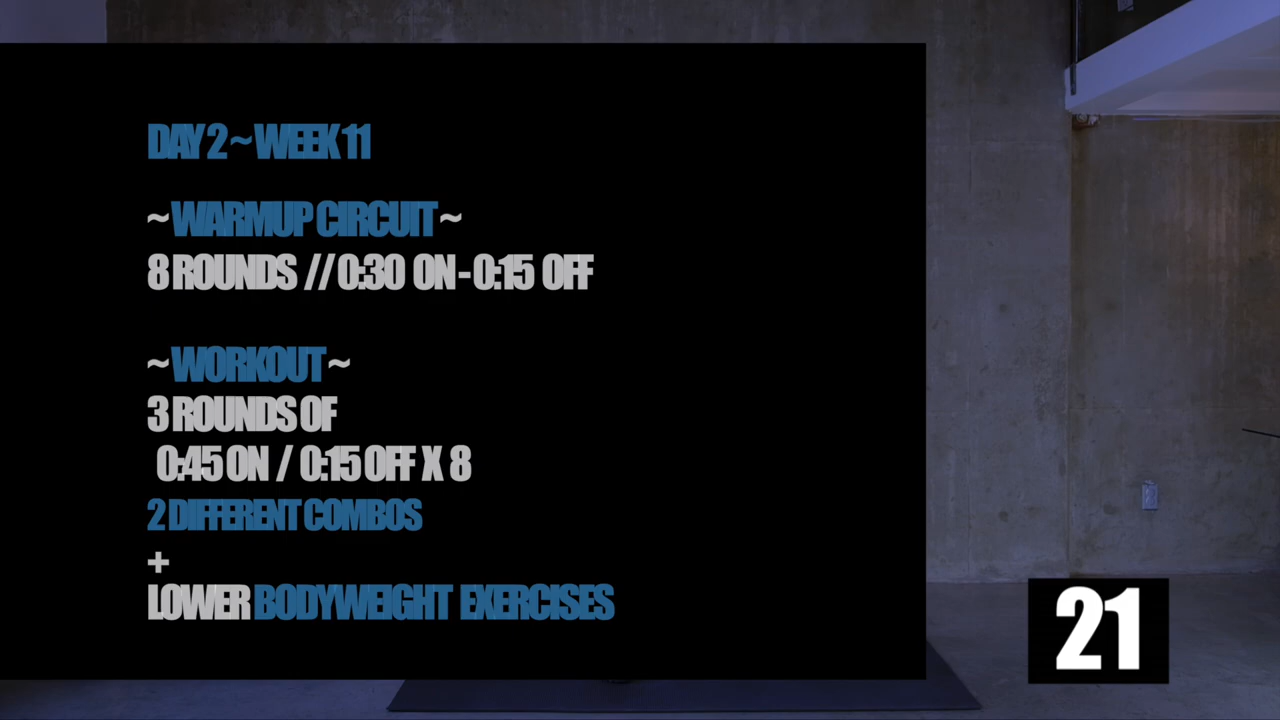 DAY 2 ~ WEEK 11
~ WARMUP CIRCUIT ~
8 ROUNDS // 0:30 ON - 0:15 OFF
~ WORKOUT ~
3 ROUNDS OF
0:45 ON / 0:15 OFF X 8
2 DIFFERENT COMBOS
+
LOWER BODYWEIGHT EXERCISES
21